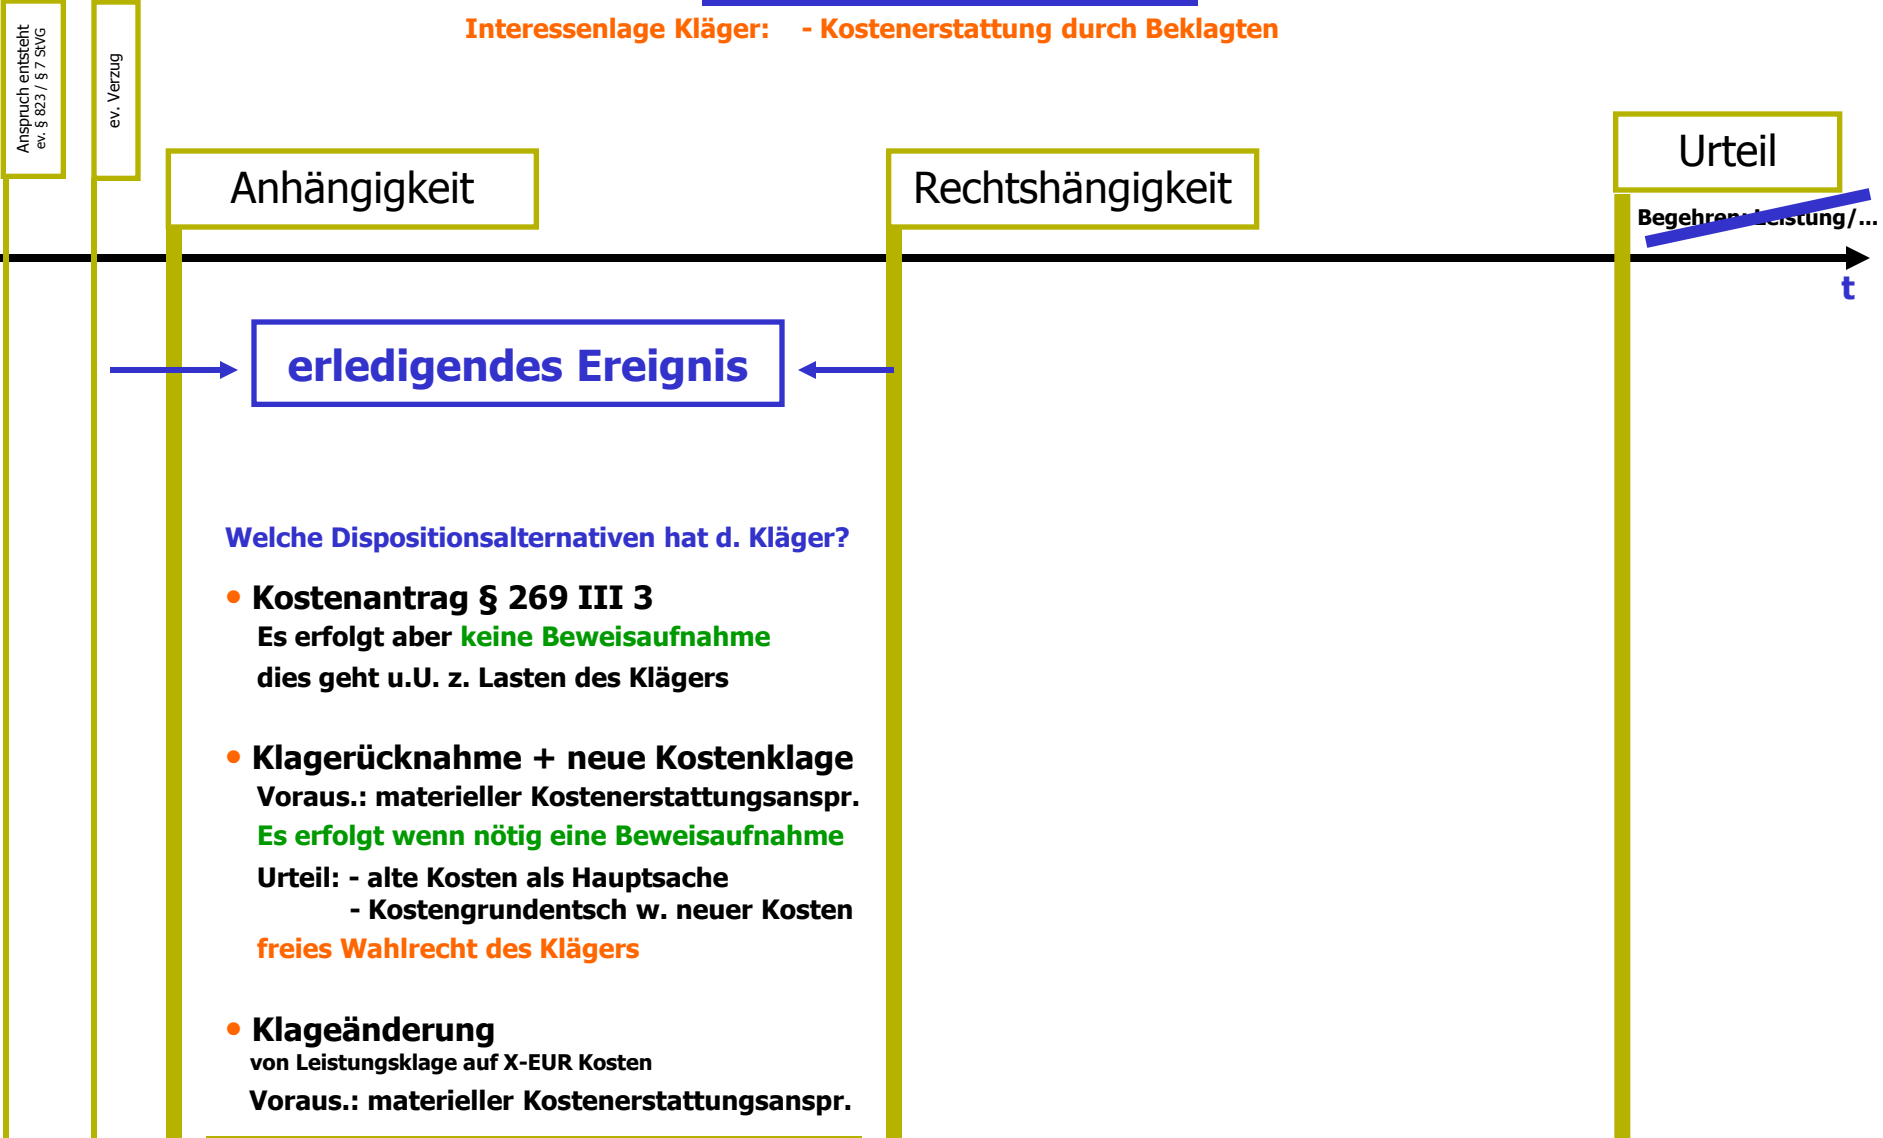 Interessenlage Kläger: - Kostenerstattung durch Beklagten
Anspruch entsteht
ev. § 823 / § 7 StVG
ev. Verzug
Anhängigkeit
Rechtshängigkeit
Urteil
Begehren: Leistung/...
t
erledigendes Ereignis
Welche Dispositionsalternativen hat d. Kläger?
• Kostenantrag § 269 III 3
Es erfolgt aber keine Beweisaufnahme
dies geht u.U. z. Lasten des Klägers
• Klagerücknahme + neue Kostenklage
Voraus.: materieller Kostenerstattungsanspr.
Es erfolgt wenn nötig eine Beweisaufnahme
Urteil: - alte Kosten als Hauptsache
- Kostengrundentsch w. neuer Kosten
freies Wahlrecht des Klägers
• Klageänderung
von Leistungsklage auf X-EUR Kosten
Voraus.: materieller Kostenerstattungsanspr.